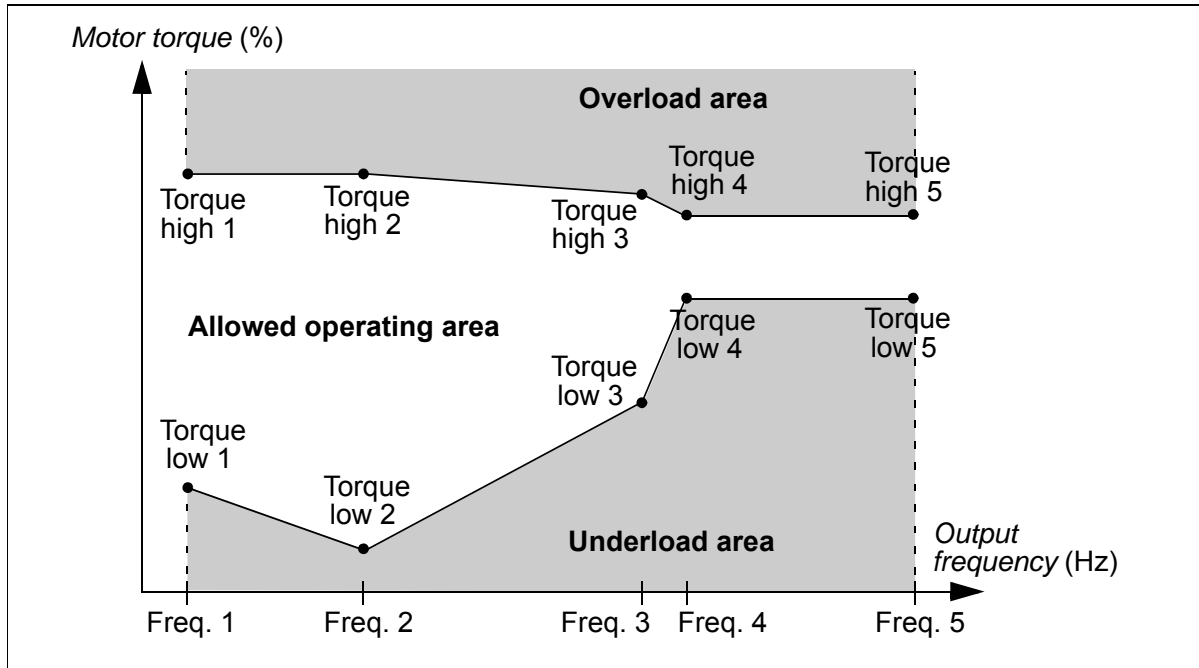 Motor torque (%)
Overload area
Torque
high 1
Torque
high 2
Torque
high 3
Torque
high 4
Torque
high 5
Allowed operating area
Torque
low 1
Torque
low 2
Torque
low 3
Torque
low 4
Torque
low 5
Underload area
Output
frequency (Hz)
Freq. 1
Freq. 2
Freq. 3
Freq. 4
Freq. 5